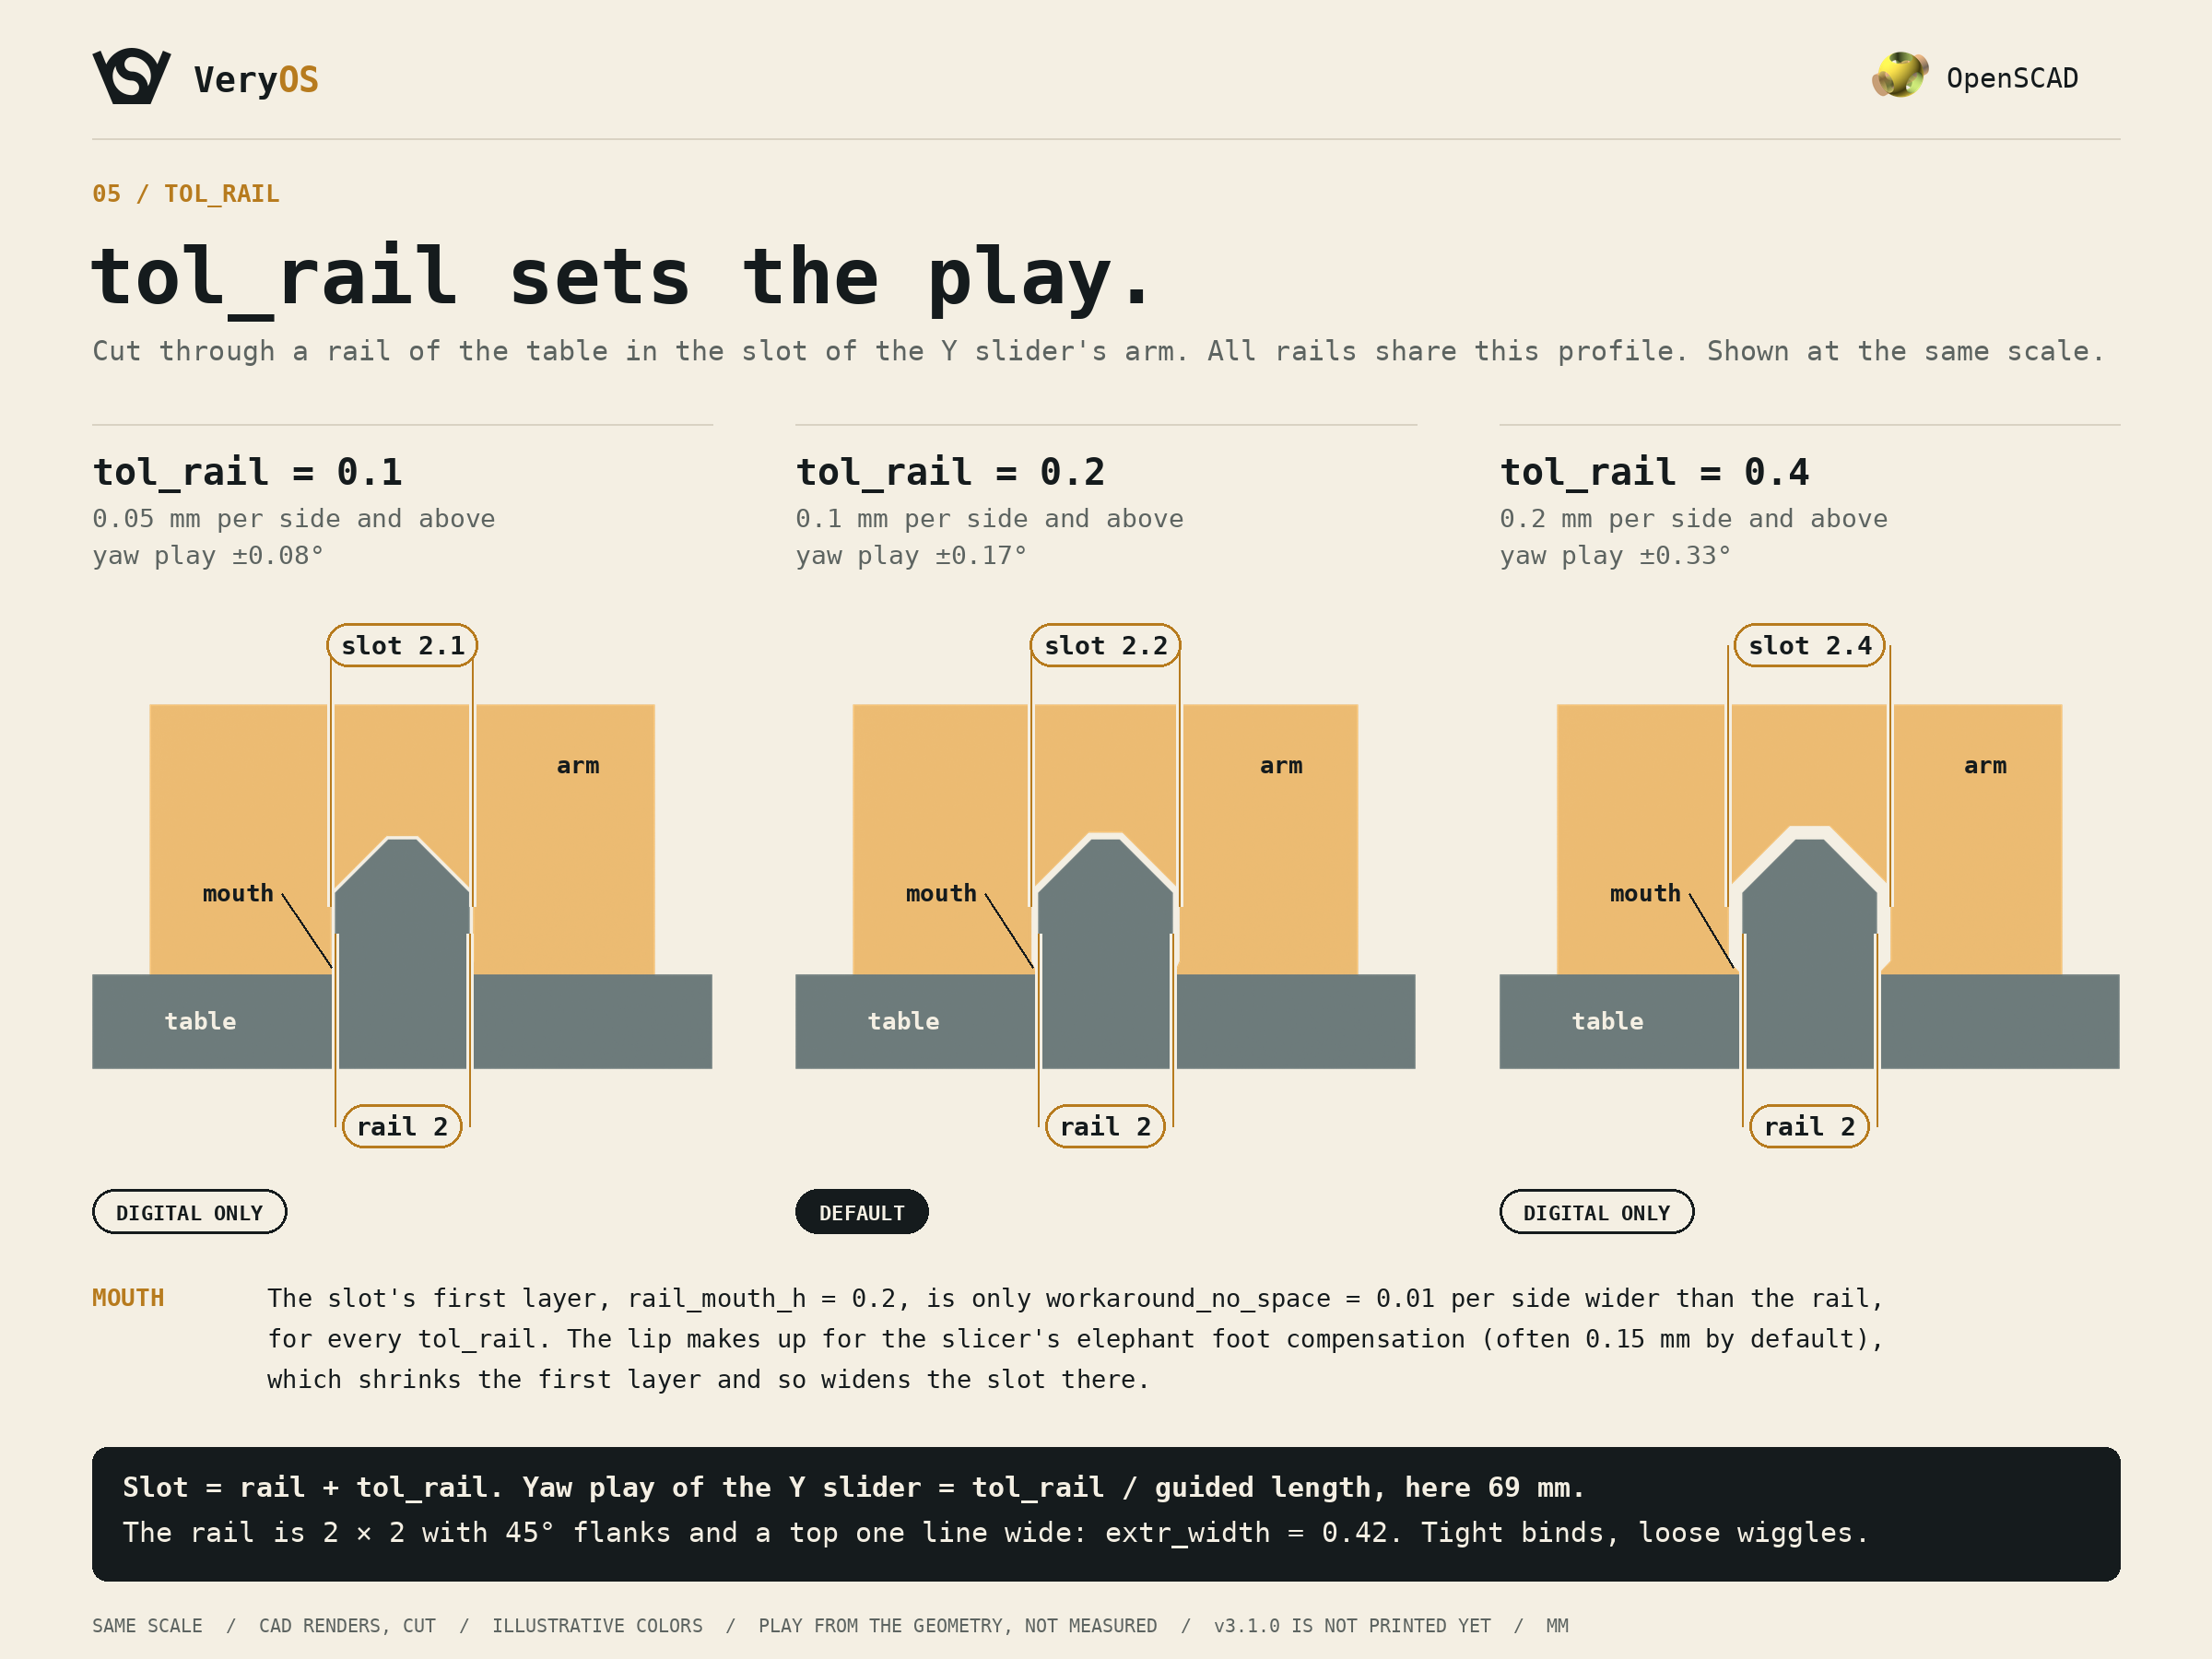 VeryOS
OpenSCAD
05 / TOL_RAIL
tol_rail sets the play.
Cut through a rail of the table in the slot of the Y slider's arm. All rails share this profile. Shown at the same scale.
tol_rail = 0.1
0.05 mm per side and above
yaw play ±0.08°
slot 2.1
arm
mouth
table
rail 2
DIGITAL ONLY
tol_rail = 0.2
0.1 mm per side and above
yaw play ±0.17°
slot 2.2
arm
mouth
table
rail 2
DEFAULT
tol_rail = 0.4
0.2 mm per side and above
yaw play ±0.33°
slot 2.4
arm
mouth
table
rail 2
DIGITAL ONLY
MOUTH
The slot's first layer, rail_mouth_h = 0.2, is only workaround_no_space = 0.01 per side wider than the rail,
for every tol_rail. The lip makes up for the slicer's elephant foot compensation (often 0.15 mm by default),
which shrinks the first layer and so widens the slot there.
Slot = rail + tol_rail. Yaw play of the Y slider = tol_rail / guided length, here 69 mm.
The rail is 2 × 2 with 45° flanks and a top one line wide: extr_width = 0.42. Tight binds, loose wiggles.
SAME SCALE / CAD RENDERS, CUT / ILLUSTRATIVE COLORS / PLAY FROM THE GEOMETRY, NOT MEASURED / v3.1.0 IS NOT PRINTED YET / MM